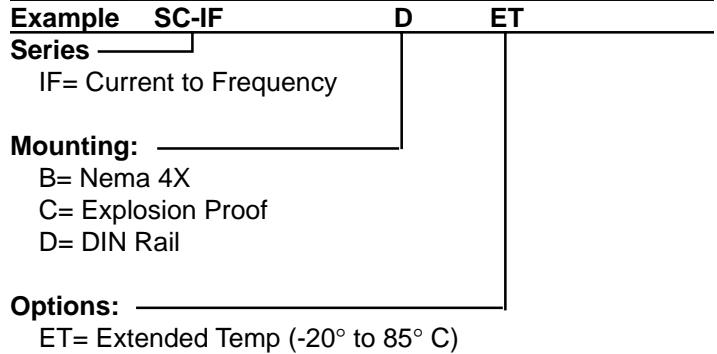 Example SC-IF D ET
Series
IF= Current to Frequency
Mounting:
B= Nema 4X
C= Explosion Proof
D= DIN Rail
Options:
ET= Extended Temp (-20° to 85° C)